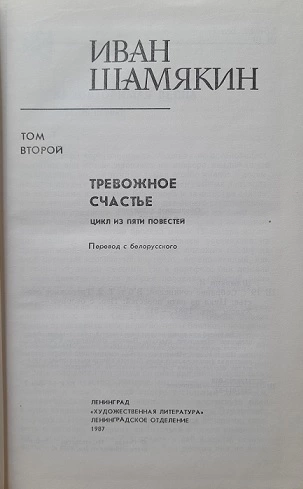 ИВАН
ШАМЯКИН
ТОМ
ВТОРОЙ
ТРЕВОЖНОЕ
СЧАСТЬЕ
ЦИКЛ ИЗ ПЯТИ ПОВЕСТЕЙ
Перевод с белорусского
ЛЕНИНГРАД
«ХУДОЖЕСТВЕННАЯ ЛИТЕРАТУРА»
ЛЕНИНГРАДСКОЕ ОТДЕЛЕНИЕ
1987